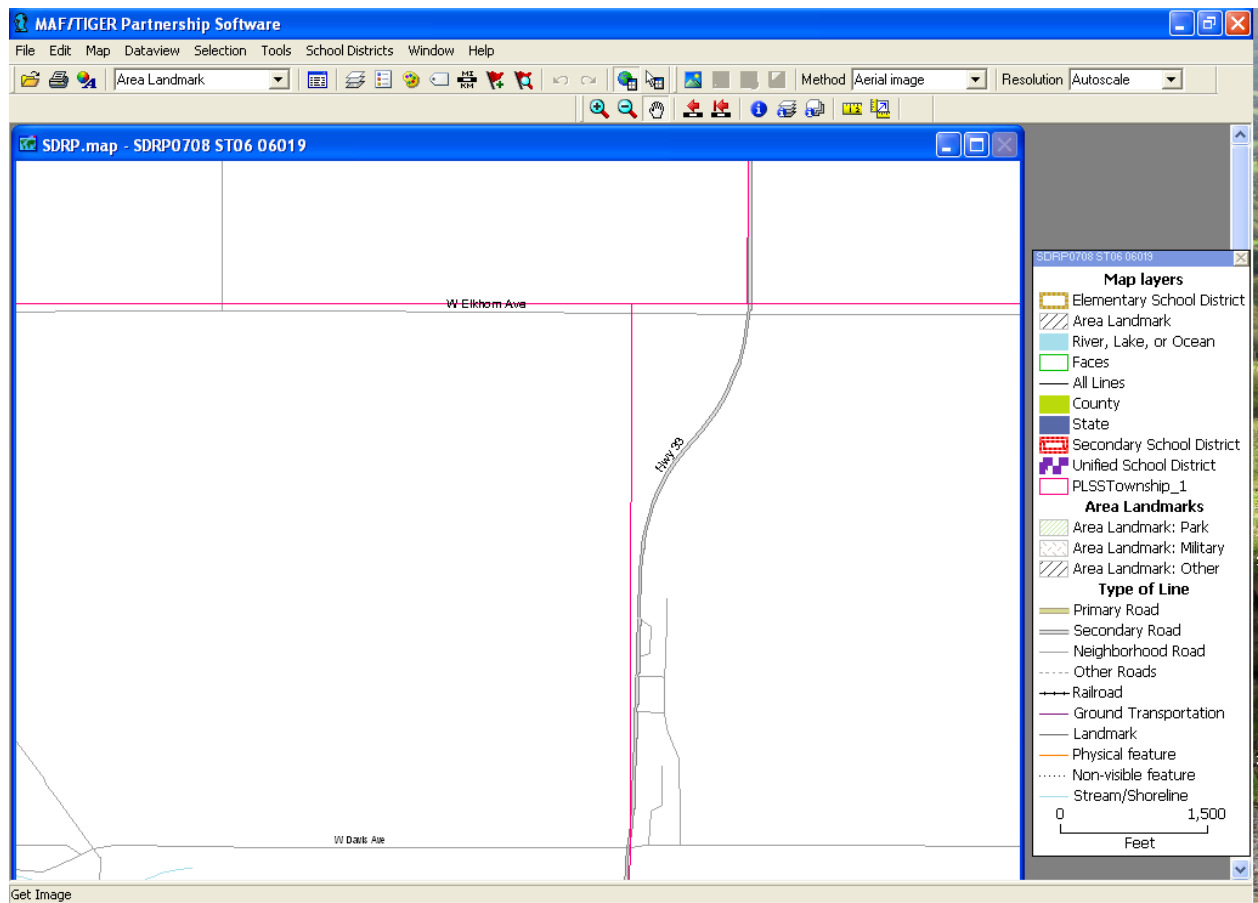 MAF/TIGER Partnership Software
File Edit Map Dataview Selection Tools School Districts Window Help
Area Landmark MI KM Method Aerial image Resolution Autoscale
SDRP.map - SDRP0708 ST06 06019
W Elkhorn Ave
Hwy 33
W Davis Ave
SDRP0708 ST06 06019
Map layers
Elementary School District
Area Landmark
River, Lake, or Ocean
Faces
All Lines
County
State
Secondary School District
Unified School District
PLSSTownship_1
Area Landmarks
Area Landmark: Park
Area Landmark: Military
Area Landmark: Other
Type of Line
Primary Road
Secondary Road
Neighborhood Road
Other Roads
Railroad
Ground Transportation
Landmark
Physical feature
Non-visible feature
Stream/Shoreline
0 1,500
Feet
Get Image